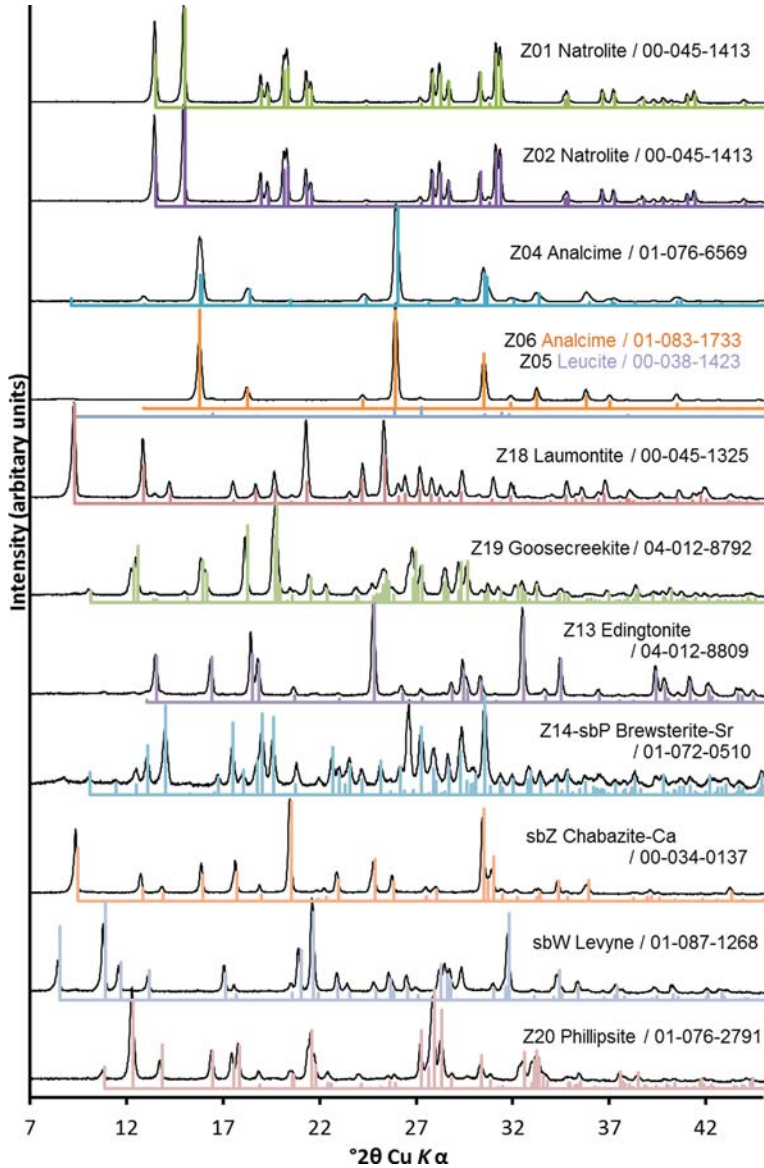 Z01 Natrolite / 00-045-1413
Z02 Natrolite / 00-045-1413
Z04 Analcime / 01-076-6569
Z06 Analcime / 01-083-1733
Z05 Leucite / 00-038-1423
Z18 Laumontite / 00-045-1325
Z19 Goosecreekite / 04-012-8792
Z13 Edingtonite
/ 04-012-8809
Z14-sbP Brewsterite-Sr
/ 01-072-0510
sbZ Chabazite-Ca
/ 00-034-0137
sbW Levyne / 01-087-1268
Z20 Phillipsite / 01-076-2791
Intensity (arbitary units)
7 12 17 22 27 32 37 42
°2θ Cu K α